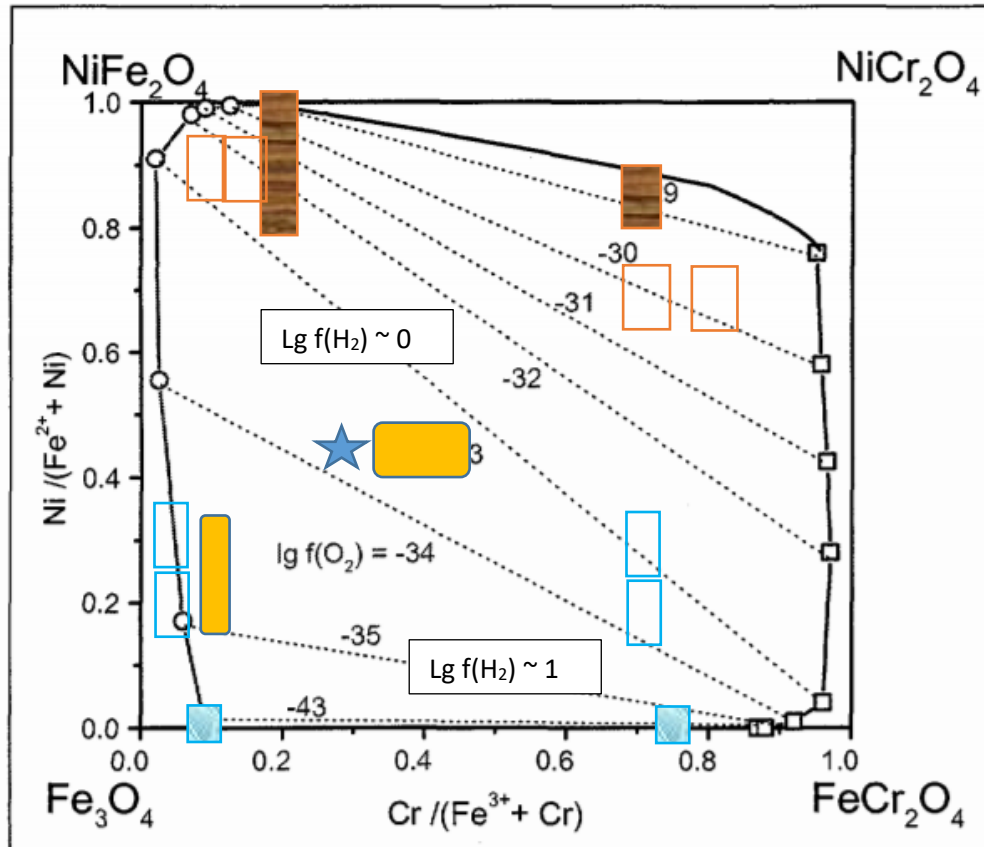 NiFe₂O₄
NiCr₂O₄
1.0
0.8
0.6
0.4
0.2
0.0
Ni /(Fe²⁺+ Ni)
9
-30
-31
-32
Lg f(H₂) ~ 0
3
lg f(O₂) = -34
-35
Lg f(H₂) ~ 1
-43
0.0
0.2
0.4
0.6
0.8
1.0
Fe₃O₄
Cr /(Fe³⁺+ Cr)
FeCr₂O₄